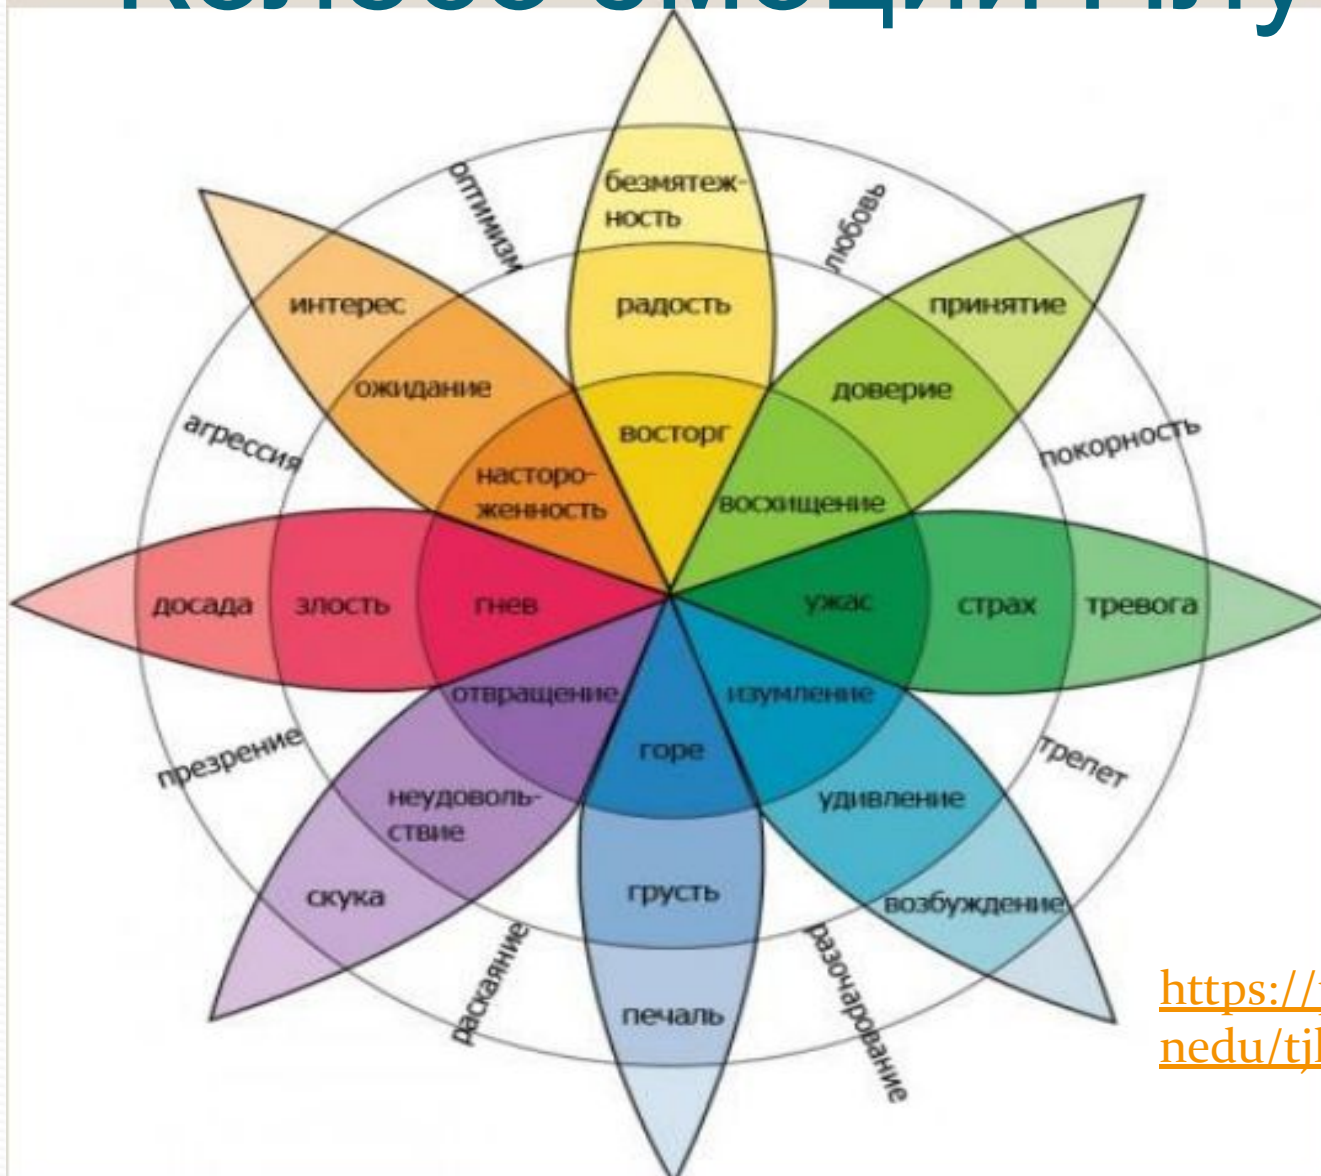 безмятеж-
ность
оптимизм
любовь
интерес
радость
принятие
ожидание
доверие
агрессия
восторг
покорность
насторо-
женность
восхищение
досада
злость
гнев
ужас
страх
тревога
отвращение
изумление
презрение
горе
трепет
неудоволь-
ствие
удивление
скука
грусть
возбуждение
раскаяние
разочарование
печаль
https://
nedu/tj